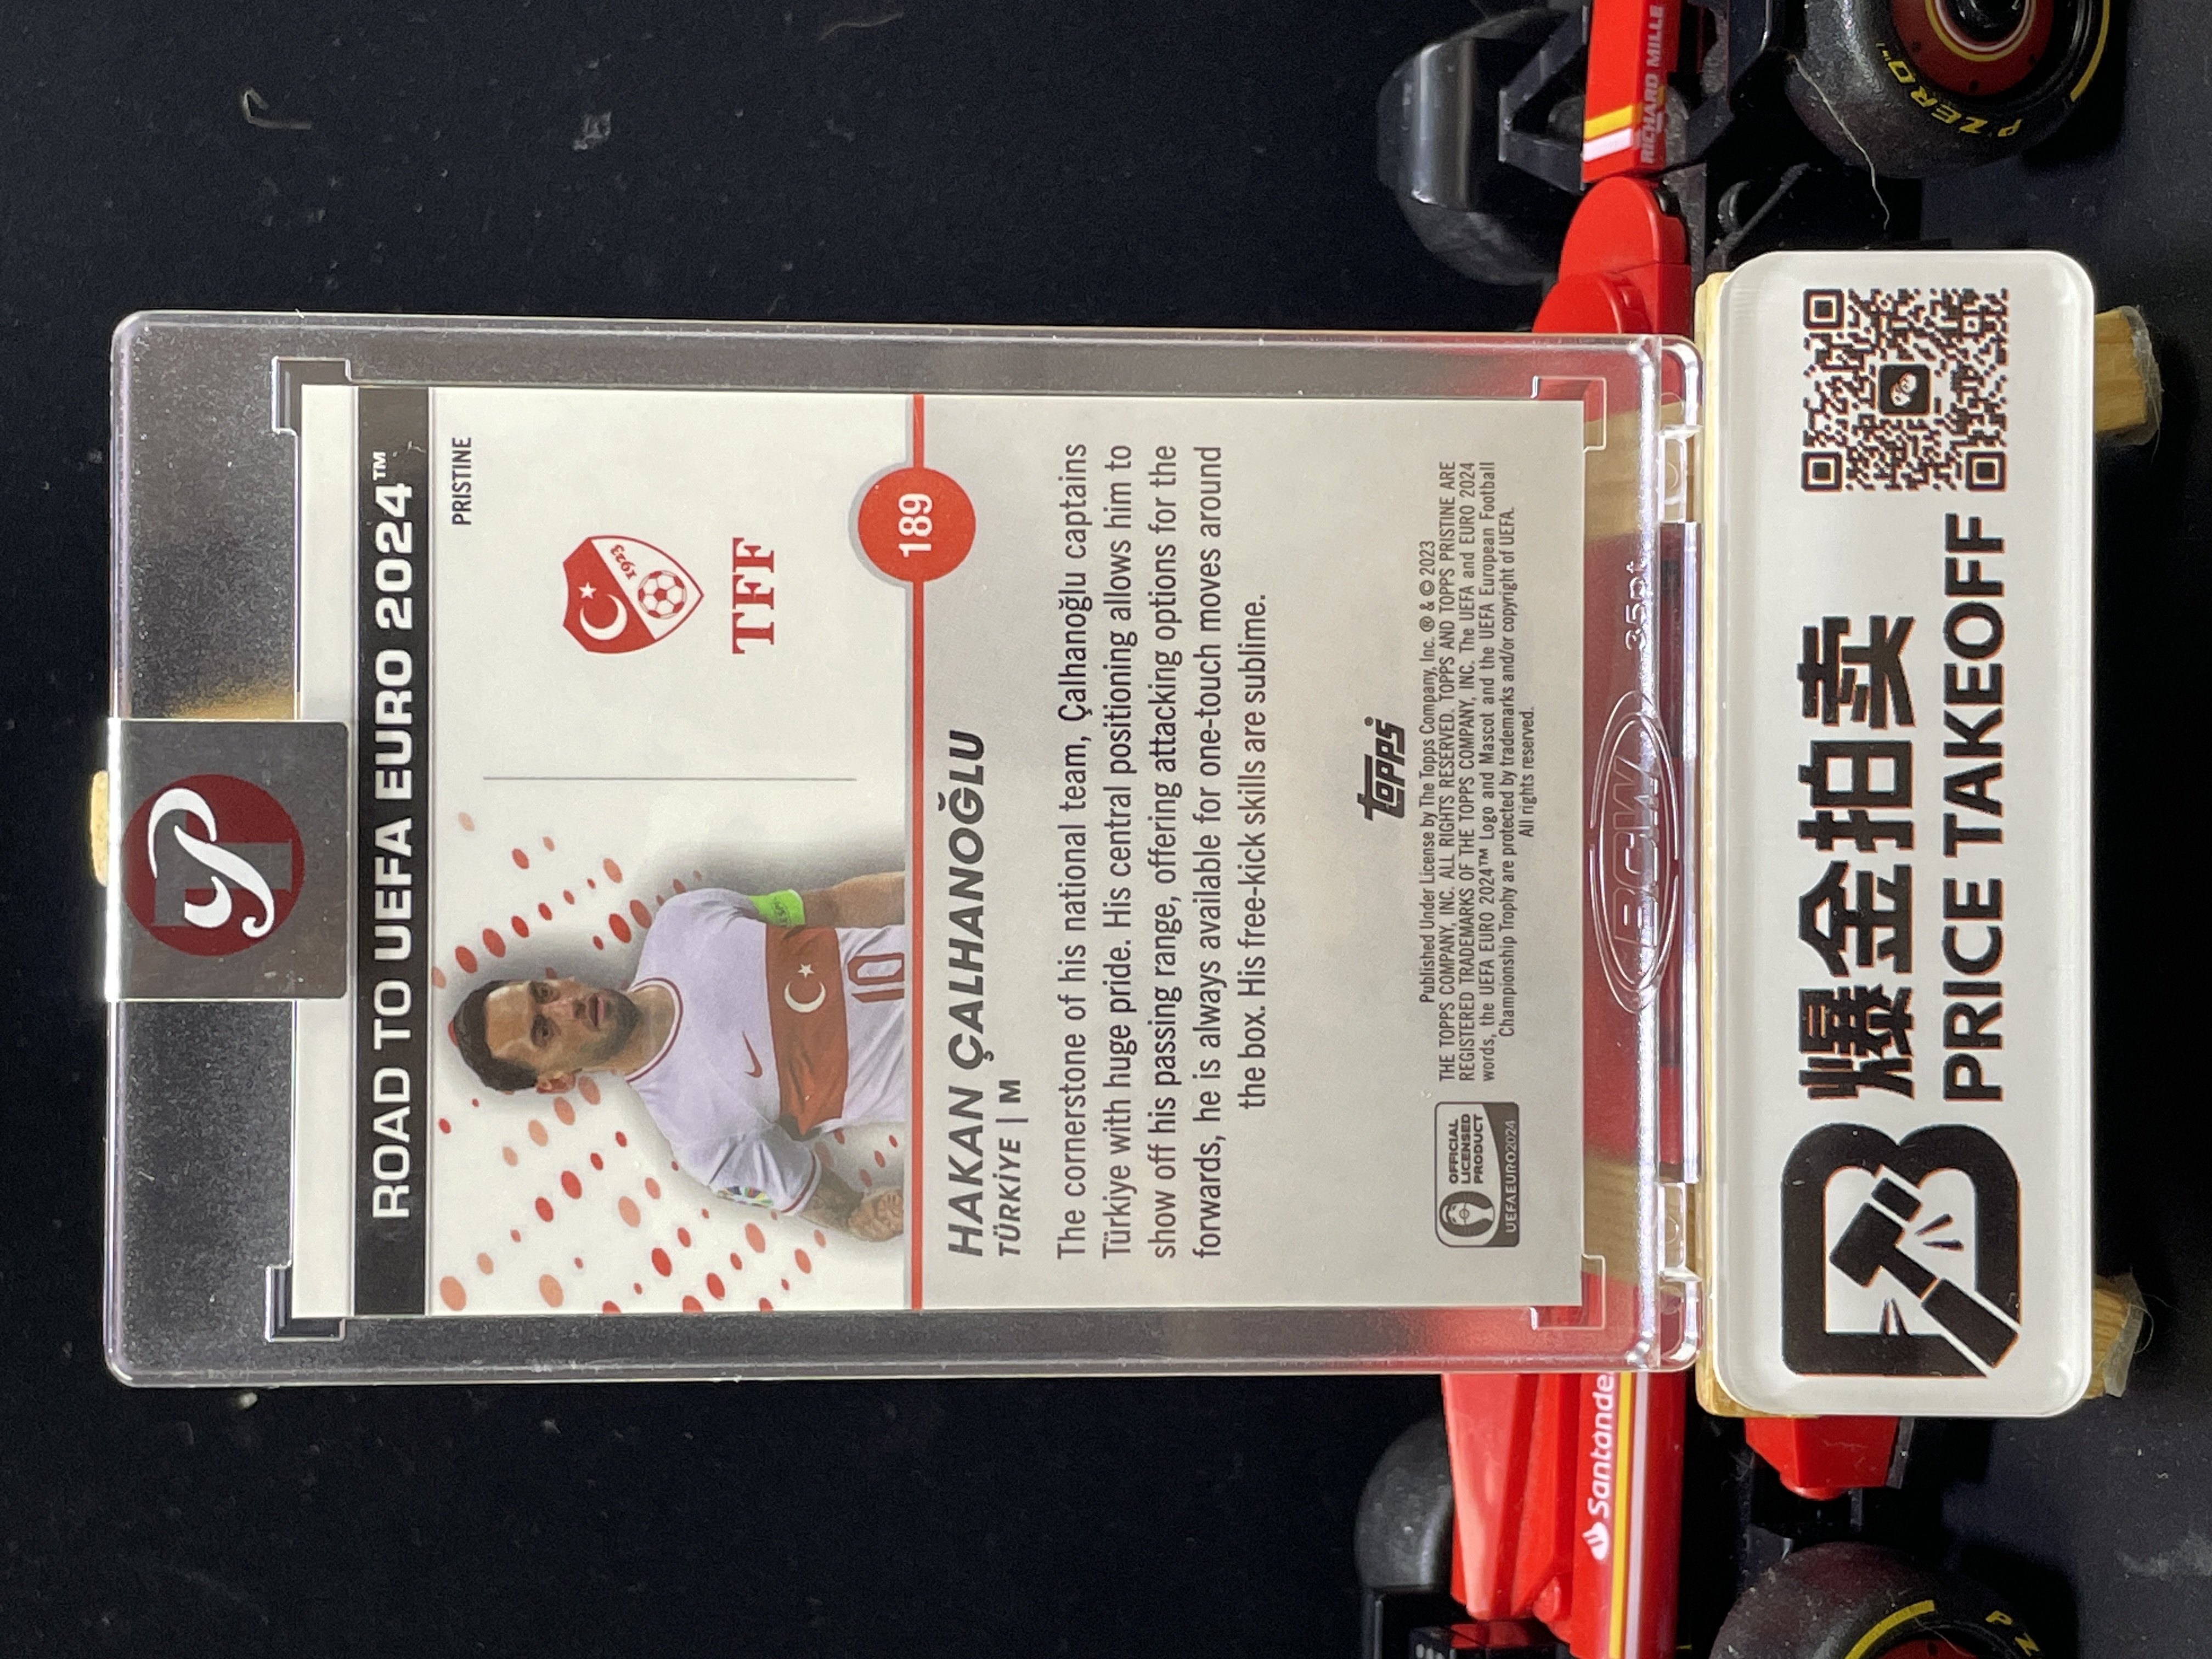 P
ROAD TO UEFA EURO 2024™
PRISTINE
1923
TFF
10
189
HAKAN ÇALHANOĞLU
TÜRKİYE | M
The cornerstone of his national team, Çalhanoğlu captains
Türkiye with huge pride. His central positioning allows him to
show off his passing range, offering attacking options for the
forwards, he is always available for one-touch moves around
the box. His free-kick skills are sublime.
topps®
Published Under License by The Topps Company, Inc. ® & © 2023
THE TOPPS COMPANY, INC. ALL RIGHTS RESERVED. TOPPS AND TOPPS PRISTINE ARE
REGISTERED TRADEMARKS OF THE TOPPS COMPANY, INC. The UEFA and EURO 2024
words, the UEFA EURO 2024™ Logo and Mascot and the UEFA European Football
Championship Trophy are protected by trademarks and/or copyright of UEFA.
All rights reserved.
OFFICIAL
LICENSED
PRODUCT
UEFAEURO2024
BCW 35pt
Santander
RICHARD MILLE
P ZERO
P Z
爆金拍卖
PRICE TAKEOFF